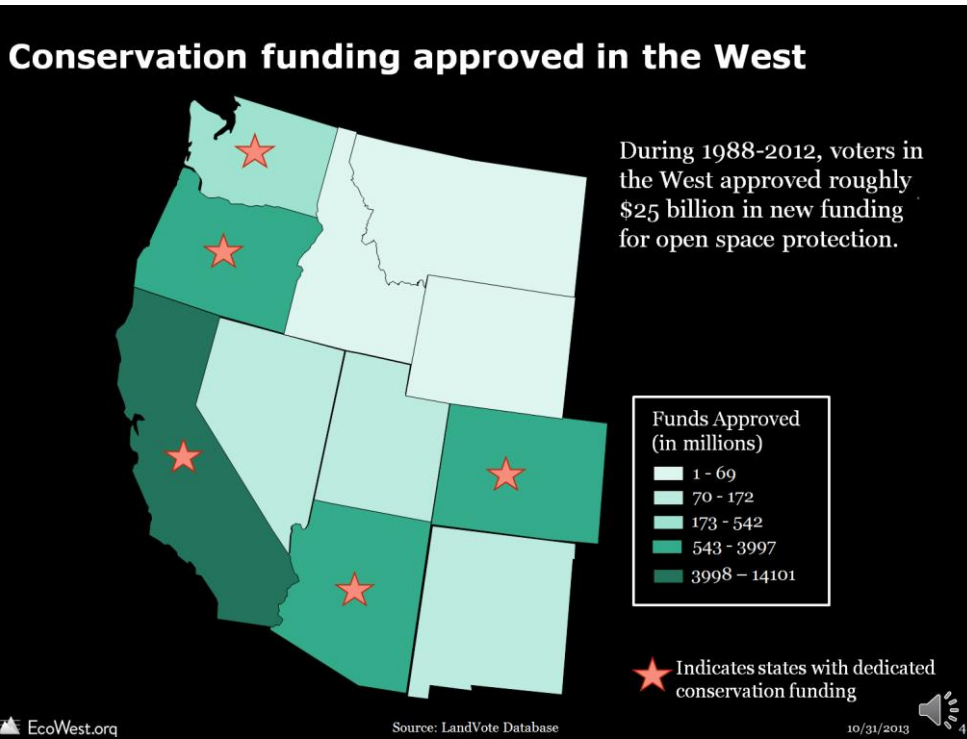 Conservation funding approved in the West
During 1988-2012, voters in
the West approved roughly
$25 billion in new funding
for open space protection.
Funds Approved
(in millions)
1 - 69
70 - 172
173 - 542
543 - 3997
3998 – 14101
Indicates states with dedicated
conservation funding
EcoWest.org
Source: LandVote Database
10/31/2013
4